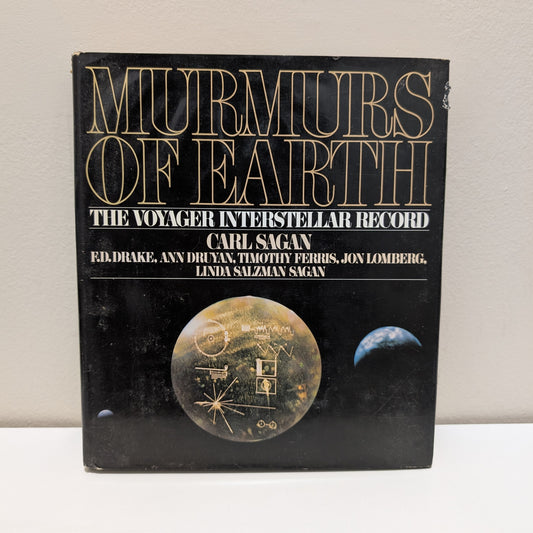 MURMURS
OF EARTH
THE VOYAGER INTERSTELLAR RECORD
CARL SAGAN
F.D. DRAKE, ANN DRUYAN, TIMOTHY FERRIS, JON LOMBERG,
LINDA SALZMAN SAGAN